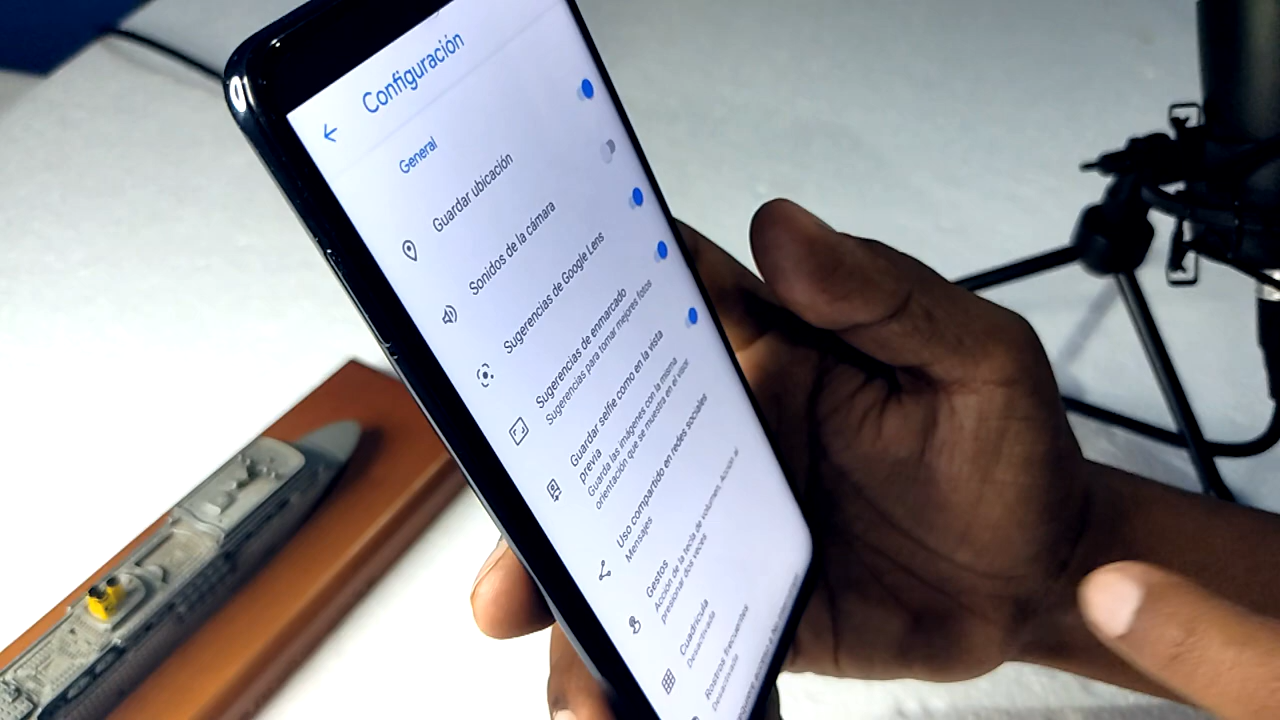 Configuración
General
Guardar ubicación
Sonidos de la cámara
Sugerencias de Google Lens
Sugerencias de enmarcado
Sugerencias para tomar mejores fotos
Guardar selfie como en la vista
previa
Guarda las imágenes con la misma
orientación que se muestra en el visor
Uso compartido en redes sociales
Mensajes
Gestos
Acción de la tecla de volumen, Acción al
presionar dos veces
Cuadrícula
Desactivada
Rostros frecuentes
Desactivada